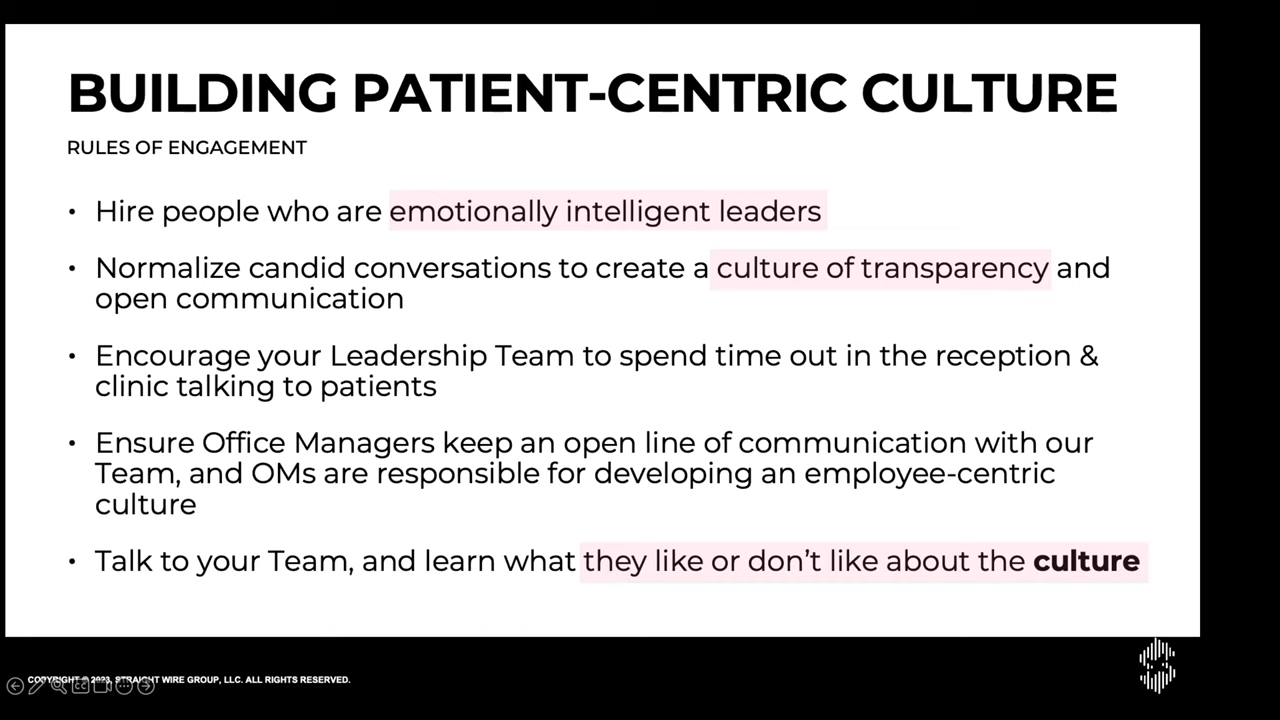 BUILDING PATIENT-CENTRIC CULTURE
RULES OF ENGAGEMENT
• Hire people who are emotionally intelligent leaders
• Normalize candid conversations to create a culture of transparency and
open communication
• Encourage your Leadership Team to spend time out in the reception &
clinic talking to patients
• Ensure Office Managers keep an open line of communication with our
Team, and OMs are responsible for developing an employee-centric
culture
• Talk to your Team, and learn what they like or don't like about the culture
COPYRIGHT © 2023, STRAIGHT WIRE GROUP, LLC. ALL RIGHTS RESERVED.